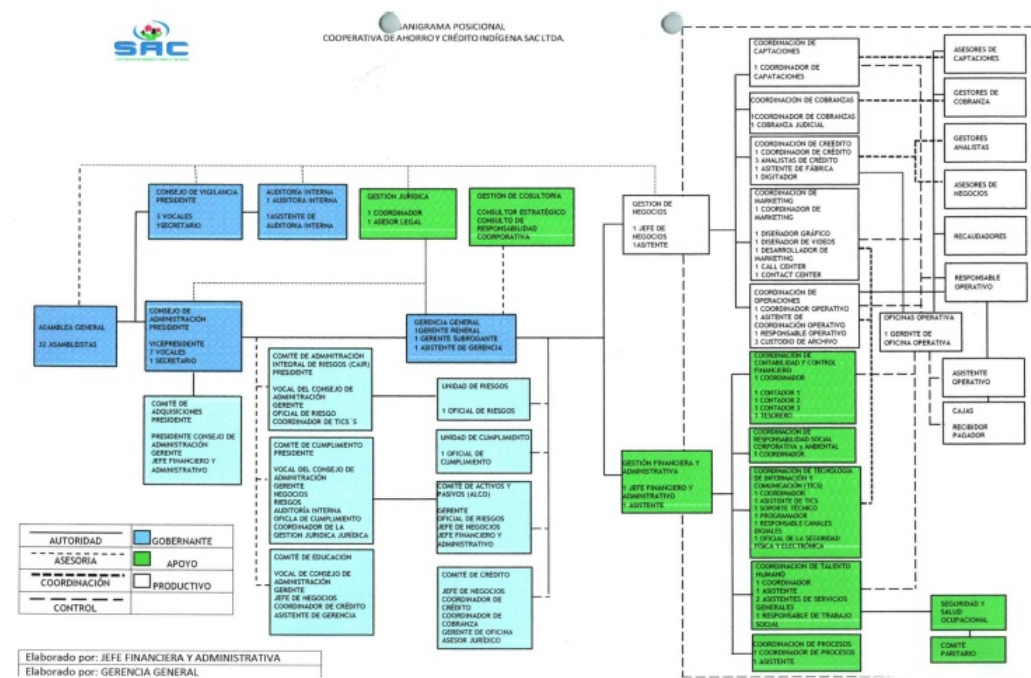 SAC
ANIGRAMA POSICIONAL
COOPERATIVA DE AHORRO Y CRÉDITO INDÍGENA SAC LTDA.
CONSEJO DE VIGILANCIA
PRESIDENTE
3 VOCALES
1SECRETARIO
AUDITORÍA INTERNA
1 AUDITORA INTERNA
1ASISTENTE DE
AUDITORIA INTERNA
GESTIÓN JURÍDICA
1 COORDINADOR
1 ASESOR LEGAL
GESTIÓN DE COSULTORIA
CONSULTOR ESTRATÉGICO
CONSULTO DE
RESPONSABILIDAD
COORPORATIVA
ASAMBLEA GENERAL
32 ASAMBLEISTAS
CONSEJO DE
ADMINISTRACIÓN
PRESIDENTE
VICEPRESIDENTE
7 VOCALES
1 SECRETARIO
GERENCIA GENERAL
1GERENTE RENERAL
1 GERENTE SUBROGANTE
1 ASISTENTE DE GERENCIA
COMITÉ DE
ADQUISICIONES
PRESIDENTE
PRESIDENTE CONSEJO DE
ADMINISTRACIÓN
GERENTE
JEFE FINANCIERO Y
ADMINISTRATIVO
COMITÉ DE ADMINITRACIÓN
INTEGRAL DE RIESGOS (CAIR)
PRESIDENTE
VOCAL DEL CONSEJO DE
ADMINITRACIÓN
GERENTE
OFICIAL DE RIESGO
COORDINADOR DE TICS´S
UNIDAD DE RIESGOS
1 OFICIAL DE RIESGOS
COMITÉ DE CUMPLIMIENTO
PRESIDENTE
VOCAL DEL CONSEJO DE
ADMINISTRACIÓN
GERENTE
NEGOCIOS
RIESGOS
AUDITORÍA INTERNA
OFICLA DE CUMPLIMIENTO
COORDINADOR DE LA
GESTION JURIDICA JURÍDICA
UNIDAD DE CUMPLIMIENTO
1 OFICIAL DE
CUMPLIMIENTO
COMITÉ DE ACTIVOS Y
PASIVOS (ALCO)
GERENTE
OFICIAL DE RIESGOS
JEFE DE NEGOCIOS
JEFE FINANCIERO Y
ADMINISTRATIVO
COMITÉ DE EDUCACIÓN
VOCAL DE CONSEJO DE
ADMINISTRACIÓN
GERENTE
JEFE DE NEGOCIOS
COORDINADOR DE CRÉDITO
ASISTENTE DE GERENCIA
COMITÉ DE CRÉDITO
JEFE DE NEGOCIOS
COORDINADOR DE
CRÉDITO
COORDINADOR DE
COBRANZA
GERENTE DE OFICINA
ASESOR JURÍDICO
GESTION DE
NEGOCIOS
1 JEFE DE
NEGOCIOS
1ASITENTE
GESTIÓN FINANCIERA Y
ADMINISTRATIVA
1 JEFE FINANCIERO Y
ADMINITRATIVO
1 ASISTENTE
COORDINACIÓN DE
CAPTACIONES
1 COORDINADOR DE
CAPATACIONES
COORDINACIÓN DE COBRANZAS
1COORDINADOR DE COBRANZAS
1 COBRANZA JUDICIAL
COORDINACIÓN DE CREEDITO
1 COORDINADOR DE CRÉDITO
3 ANALISTAS DE CRÉDITO
1 ASITENTE DE FÁBRICA
1 DIGITADOR
COORDINACIÓN DE
MARKETING
1 COORDINADOR DE
MARKETING
1 DISEÑADOR GRÁFICO
1 DISEÑADOR DE VIDEOS
1 DESARROLLADOR DE
MARKETING
1 CALL CENTER
1 CONTACT CENTER
COORDINACIÓN DE
OPERACIONES
1 COORDINADOR OPERATIVO
1 ASITENTE DE
COORDINACIÓN OPERATIVO
1 RESPONSABLE OPERATIVO
3 CUSTODIO DE ARCHIVO
COORDINACIÓN DE
CONTABILIDAD Y CONTROL
FINANCIERO
1 COORDINADOR
1 CONTADOR 1
1 CONTADOR 2
1 CONTADOR 3
1 TESORERO
COORDINACION DE
RESPONSABILIDAD SOCIAL
CORPORATIVA y AMBIENTAL
1 COORDINADOR
COORDINACION DE TECNOLOGIA
DE INFORMACIÓN Y
COMUNICACIÓN (TICS)
1 COORDINADOR
1 ASISTENTE DE TICS
1 SOPORTE TÉCNICO
1 PROGRAMADOR
1 RESPONSABLE CANALES
DIGIALES
1 OFICIAL DE LA SEGURIDAD
FÍSICA Y ELECTRÓNICA
COORDINACION DE TALENTO
HUMANO
1 COORDINADOR
1 ASISTENTE
2 ASISTENTES DE SERVICIOS
GENERALES
1 RESPONSABLE DE TRABAJO
SOCIAL
COORDINACION DE PROCESOS
1 COORDINADOR DE PROCESOS
1 ASISTENTE
ASESORES DE
CAPTACIONES
GESTORES DE
COBRANZA
GESTORES
ANALISTAS
ASESORES DE
NEGOCIOS
RECAUDADORES
RESPONSABLE
OPERATIVO
OFICINAS OPERATIVA
1 GERENTE DE
OFICINA OPERATIVA
ASISTENTE
OPERATIVO
CAJAS
RECIBIDOR
PAGADOR
SEGURIDAD Y
SALUD
OCUPACIONAL
COMITÉ
PARITARIO
AUTORIDAD
GOBERNANTE
ASESORIA
APOYO
COORDINACIÓN
PRODUCTIVO
CONTROL
Elaborado por: JEFE FINANCIERA Y ADMINISTRATIVA
Elaborado por: GERENCIA GENERAL